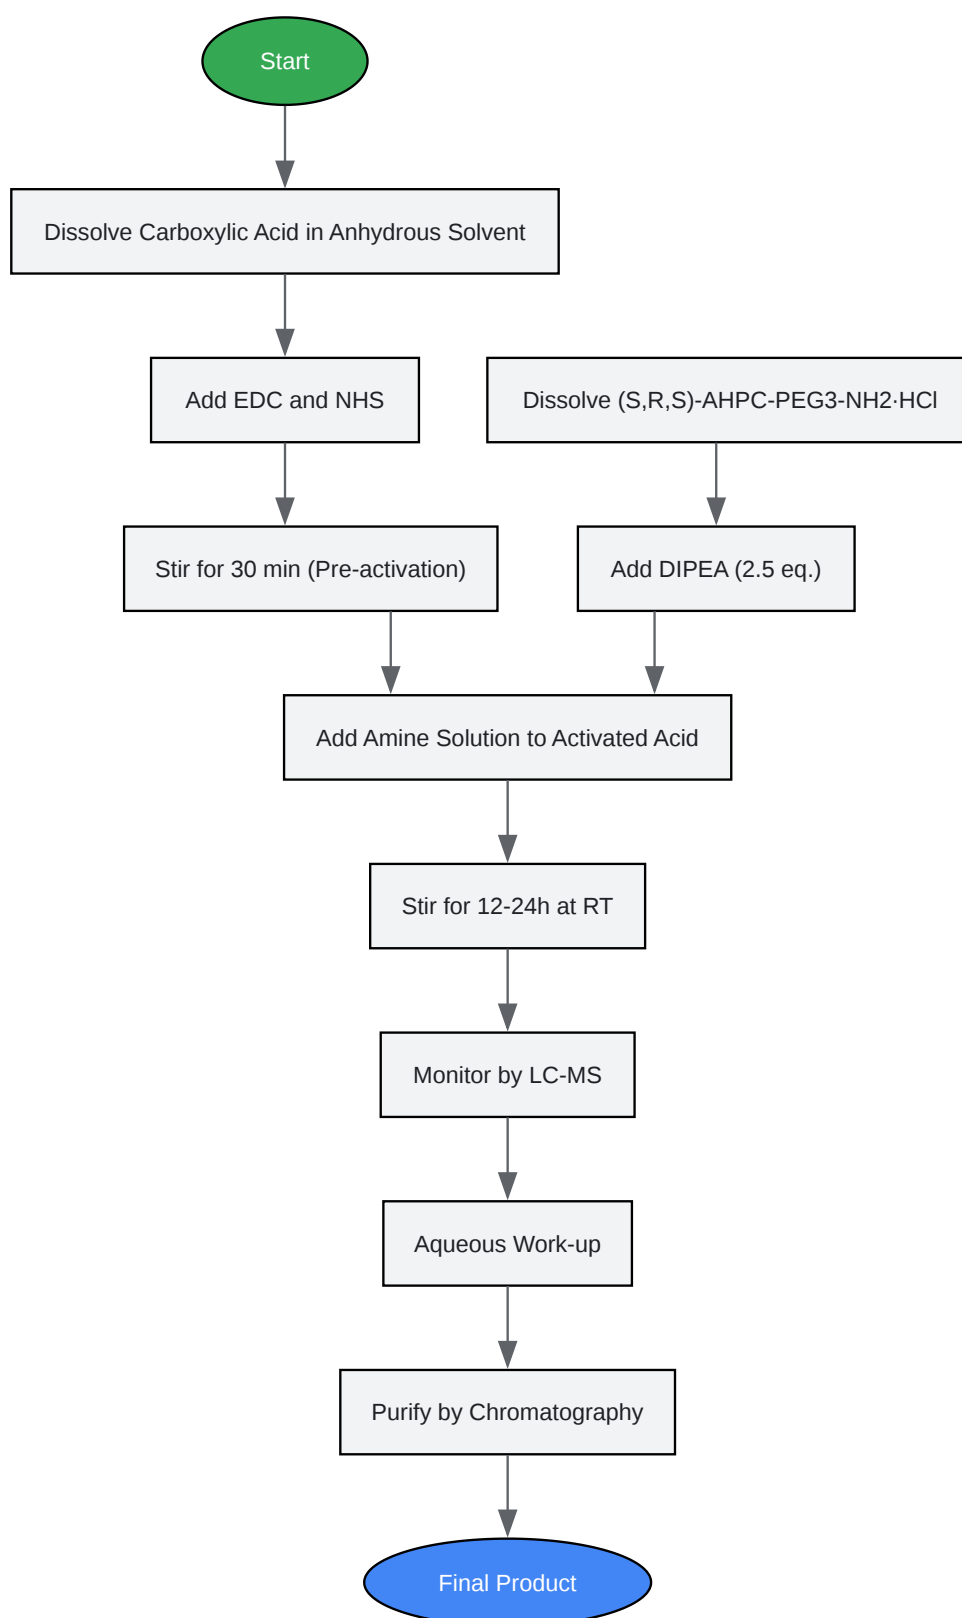 Start
Dissolve Carboxylic Acid in Anhydrous Solvent
Add EDC and NHS
Dissolve (S,R,S)-AHPC-PEG3-NH2·HCl
Stir for 30 min (Pre-activation)
Add DIPEA (2.5 eq.)
Add Amine Solution to Activated Acid
Stir for 12-24h at RT
Monitor by LC-MS
Aqueous Work-up
Purify by Chromatography
Final Product